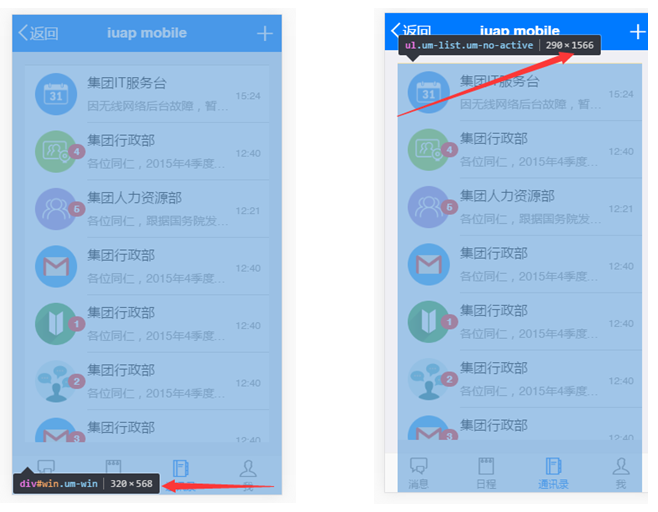 返回 iuap mobile
集团IT服务台
因无线网络后台故障，暂... 15:24
集团行政部
4 各位同仁，2015年4季度... 12:40
集团人力资源部
6 各位同仁，跟据国务院发... 12:21
集团行政部
各位同仁，2015年4季度... 12:40
集团行政部
1 各位同仁，2015年4季度... 12:40
集团行政部
2 各位同仁，2015年4季度... 12:40
集团行政部
3 12:40
div#win.um-win | 320 × 568
我
返回 iuap mobile
ul.um-list.um-no-active | 290 × 1566
集团IT服务台
31 因无线网络后台故障，暂... 15:24
集团行政部
4 各位同仁，2015年4季度... 12:40
集团人力资源部
6 各位同仁，跟据国务院发... 12:21
集团行政部
各位同仁，2015年4季度... 12:40
集团行政部
1 各位同仁，2015年4季度... 12:40
集团行政部
2 各位同仁，2015年4季度... 12:40
集团行政部
3 12:40
消息 日程 通讯录 我